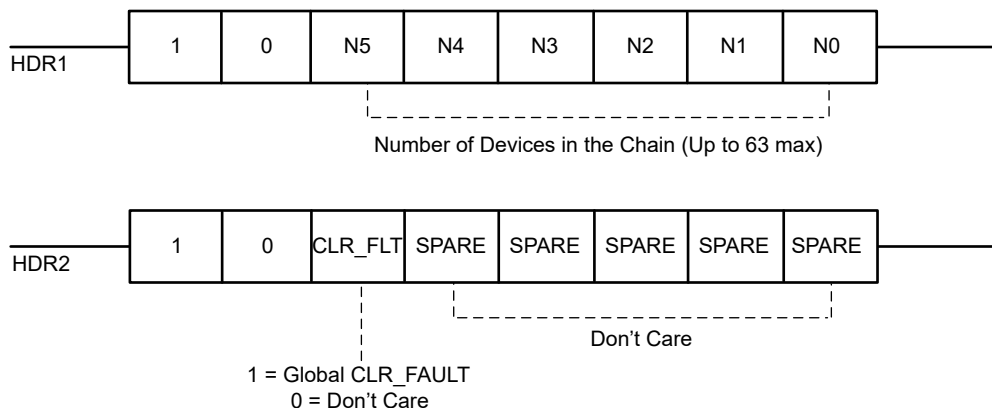 1 0 N5 N4 N3 N2 N1 N0
HDR1
Number of Devices in the Chain (Up to 63 max)
1 0 CLR_FLT SPARE SPARE SPARE SPARE SPARE
HDR2
Don’t Care
1 = Global CLR_FAULT
0 = Don’t Care